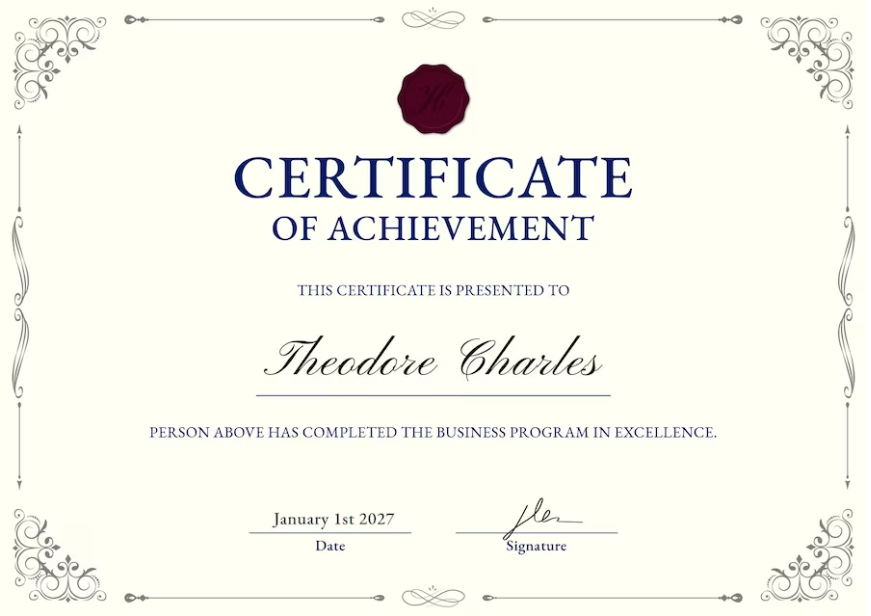 CERTIFICATE
OF ACHIEVEMENT
THIS CERTIFICATE IS PRESENTED TO
Theodore Charles
PERSON ABOVE HAS COMPLETED THE BUSINESS PROGRAM IN EXCELLENCE.
January 1st 2027
Date
Signature